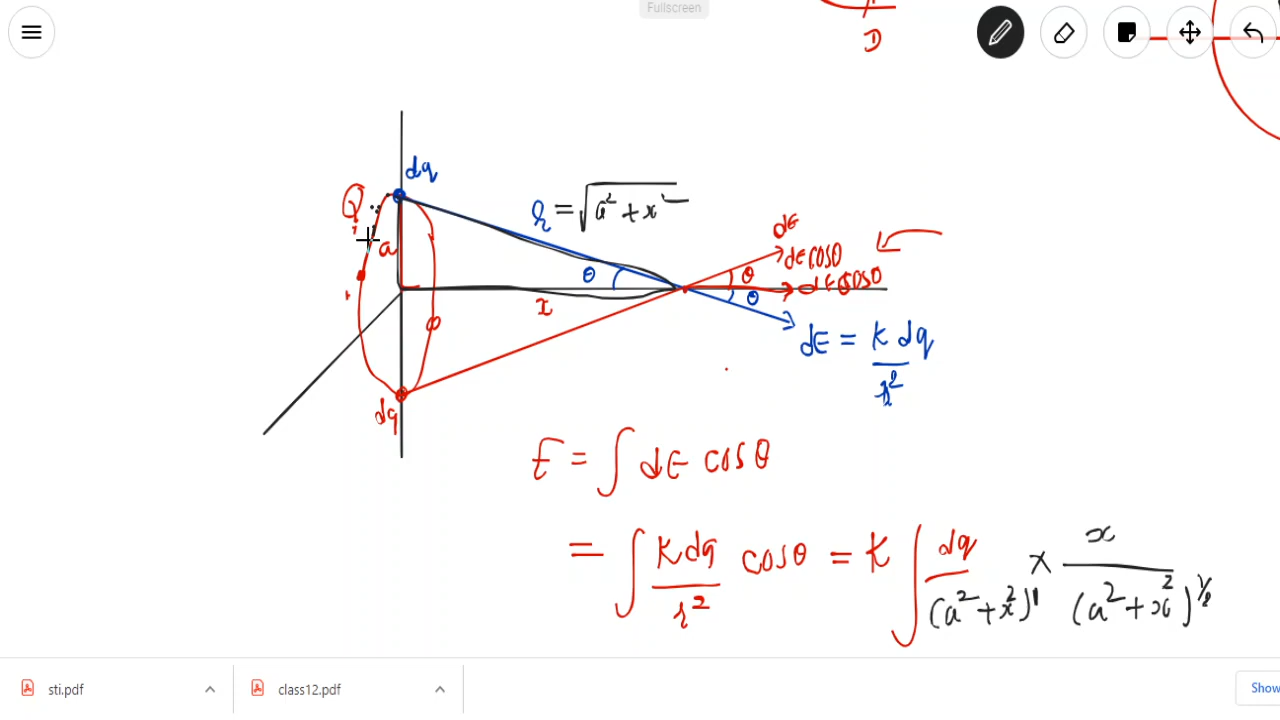 Fullscreen
D
dq
Q
r = √a² + x²
a
dE
dE cosθ
θ
θ
dE cosθ
x
θ
dE = K dq / r²
dq
E = ∫ dE cosθ
= ∫ K dq / r² cosθ = K ∫ dq / (a² + x²)¹ × x / (a² + x²)^1/2
sti.pdf
class12.pdf
Show